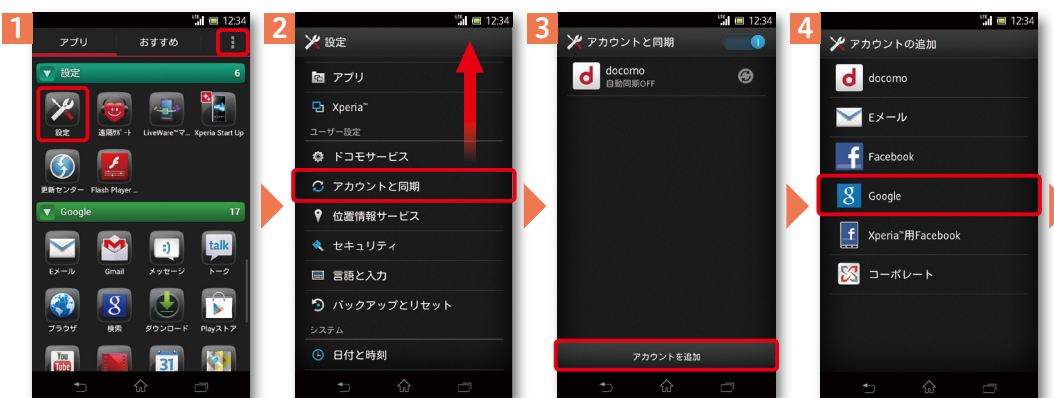 1
LTE 12:34
アプリ
おすすめ
設定 6
設定
遠隔ｻﾎﾟｰﾄ
LiveWare™マ...
Xperia Start Up
更新センター
Flash Player ...
Google 17
Eメール
Gmail
メッセージ
talk
トーク
ブラウザ
8
検索
ダウンロード
Playストア
You
Tube
31
2
LTE 12:34
設定
アプリ
Xperia™
ユーザー設定
ドコモサービス
アカウントと同期
位置情報サービス
セキュリティ
言語と入力
バックアップとリセット
システム
日付と時刻
3
LTE 12:34
アカウントと同期
d
docomo
自動同期OFF
アカウントを追加
4
LTE 12:34
アカウントの追加
d docomo
Eメール
f Facebook
8 Google
f Xperia™用Facebook
コーポレート